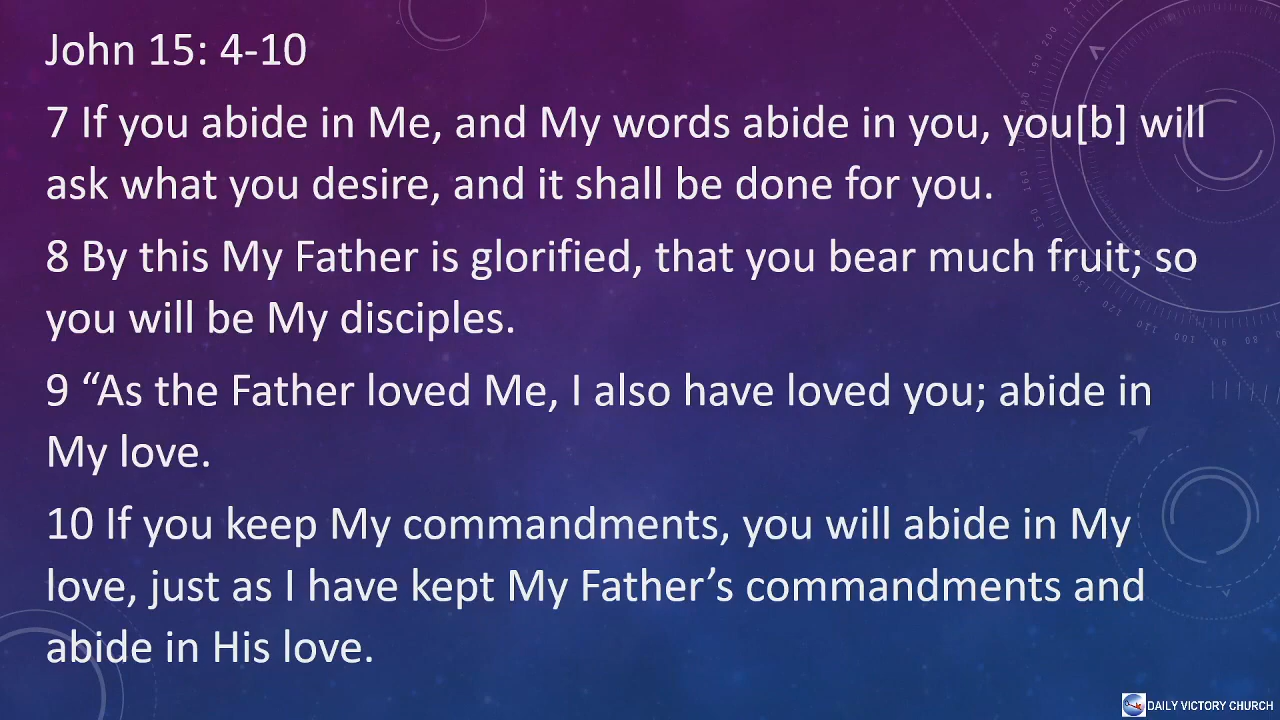 John 15: 4-10
7 If you abide in Me, and My words abide in you, you[b] will
ask what you desire, and it shall be done for you.
8 By this My Father is glorified, that you bear much fruit; so
you will be My disciples.
9 “As the Father loved Me, I also have loved you; abide in
My love.
10 If you keep My commandments, you will abide in My
love, just as I have kept My Father’s commandments and
abide in His love.
DAILY VICTORY CHURCH